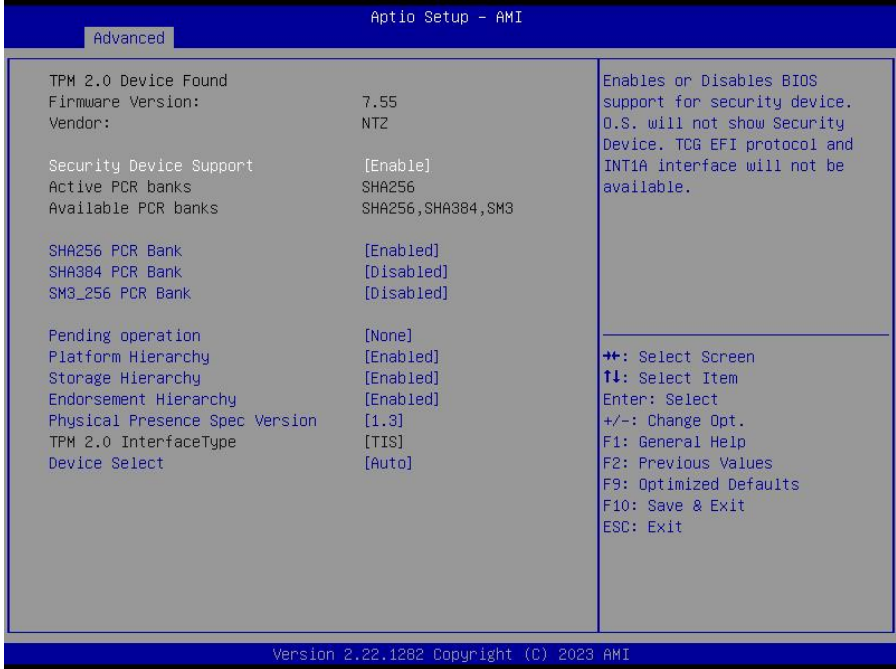 Aptio Setup - AMI
Advanced
TPM 2.0 Device Found
Firmware Version: 7.55
Vendor: NTZ
Security Device Support [Enable]
Active PCR banks SHA256
Available PCR banks SHA256,SHA384,SM3
SHA256 PCR Bank [Enabled]
SHA384 PCR Bank [Disabled]
SM3_256 PCR Bank [Disabled]
Pending operation [None]
Platform Hierarchy [Enabled]
Storage Hierarchy [Enabled]
Endorsement Hierarchy [Enabled]
Physical Presence Spec Version [1.3]
TPM 2.0 InterfaceType [TIS]
Device Select [Auto]
Enables or Disables BIOS
support for security device.
O.S. will not show Security
Device. TCG EFI protocol and
INT1A interface will not be
available.
→←: Select Screen
↑↓: Select Item
Enter: Select
+/-: Change Opt.
F1: General Help
F2: Previous Values
F9: Optimized Defaults
F10: Save & Exit
ESC: Exit
Version 2.22.1282 Copyright (C) 2023 AMI